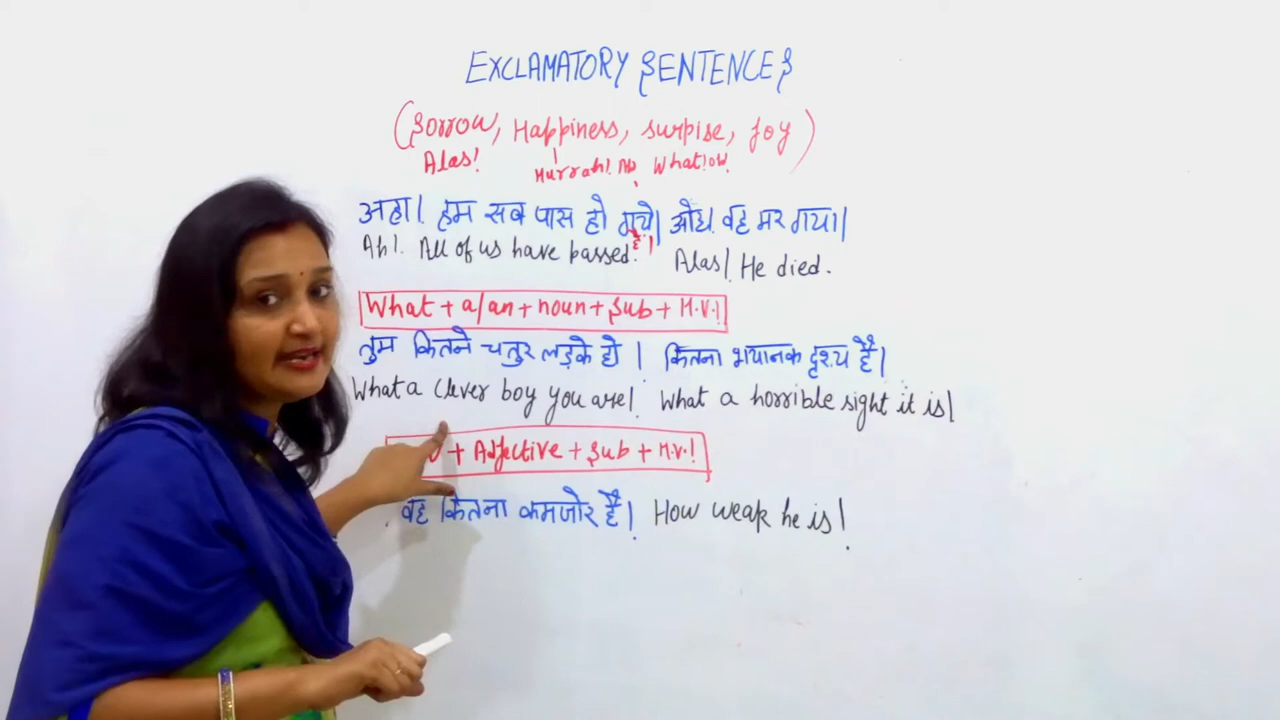 EXCLAMATORY SENTENCES
(Sorrow, Happiness, Surpise, Joy)
Alas! Hurrah! Ah What! Oh!
अहा! हम सब पास हो गये हैं! ओह! वह मर गया!
Ah! All of us have passed. Alas! He died.
What + a/an + noun + Sub + H.V.!
तुम कितने चतुर लड़के हो! कितना भयानक दृश्य है!
What a clever boy you are! What a horrible sight it is!
+ Adjective + Sub + H.V.!
वह कितना कमजोर है! How weak he is!